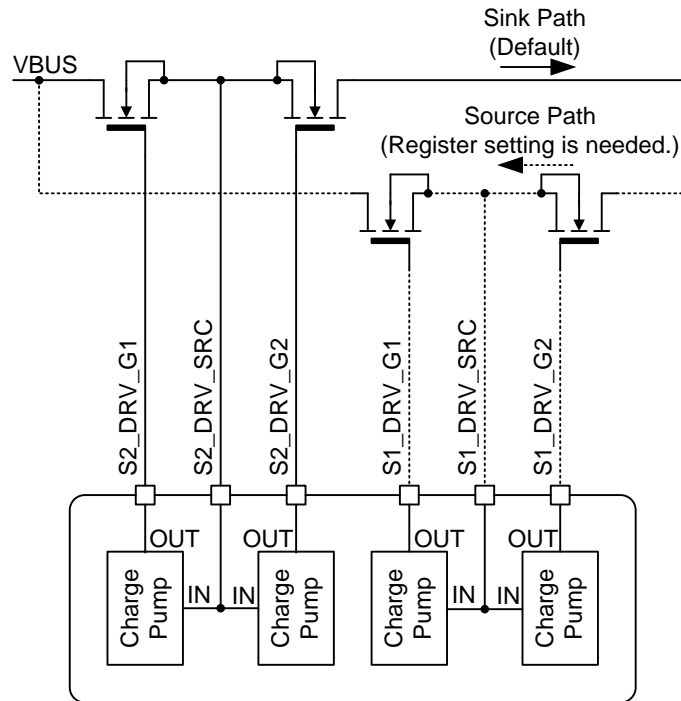 Sink Path
(Default)
VBUS
Source Path
(Register setting is needed.)
S2_DRV_G1
S2_DRV_SRC
S2_DRV_G2
S1_DRV_G1
S1_DRV_SRC
S1_DRV_G2
OUT
OUT
OUT
OUT
Charge
Pump
IN
IN
Charge
Pump
Charge
Pump
IN
IN
Charge
Pump